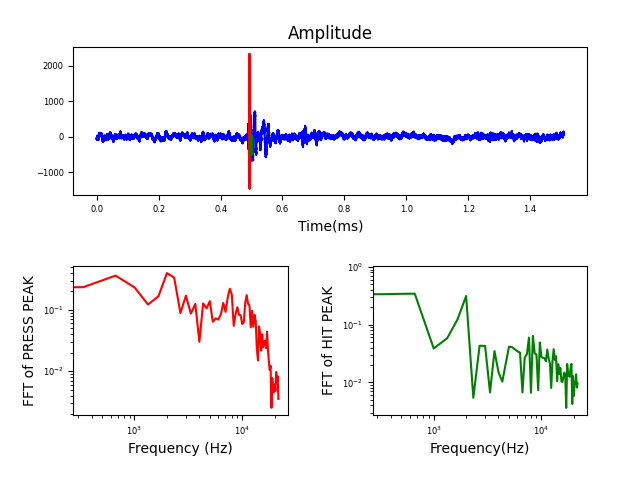 Amplitude
2000
1000
0
−1000
0.0 0.2 0.4 0.6 0.8 1.0 1.2 1.4
Time(ms)
FFT of PRESS PEAK
10⁻¹
10⁻²
10³ 10⁴
Frequency (Hz)
FFT of HIT PEAK
10⁰
10⁻¹
10⁻²
10³ 10⁴
Frequency(Hz)